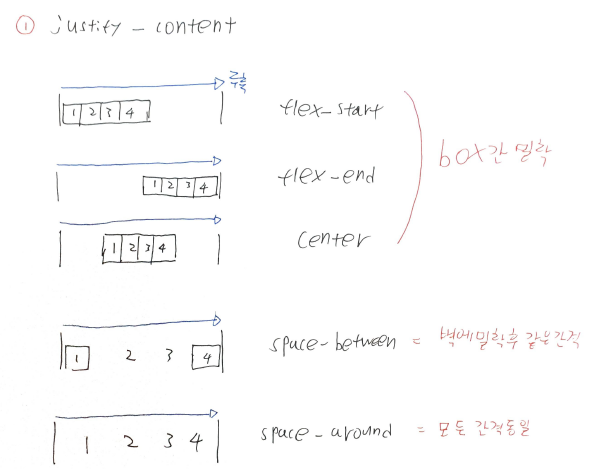 ① justify-content
주축
1 2 3 4
flex-start
1 2 3 4
flex-end
box간 밀착
1 2 3 4
center
1 2 3 4
space-between = 벽에 밀착후 같은간격
1 2 3 4
space-around = 모든 간격동일